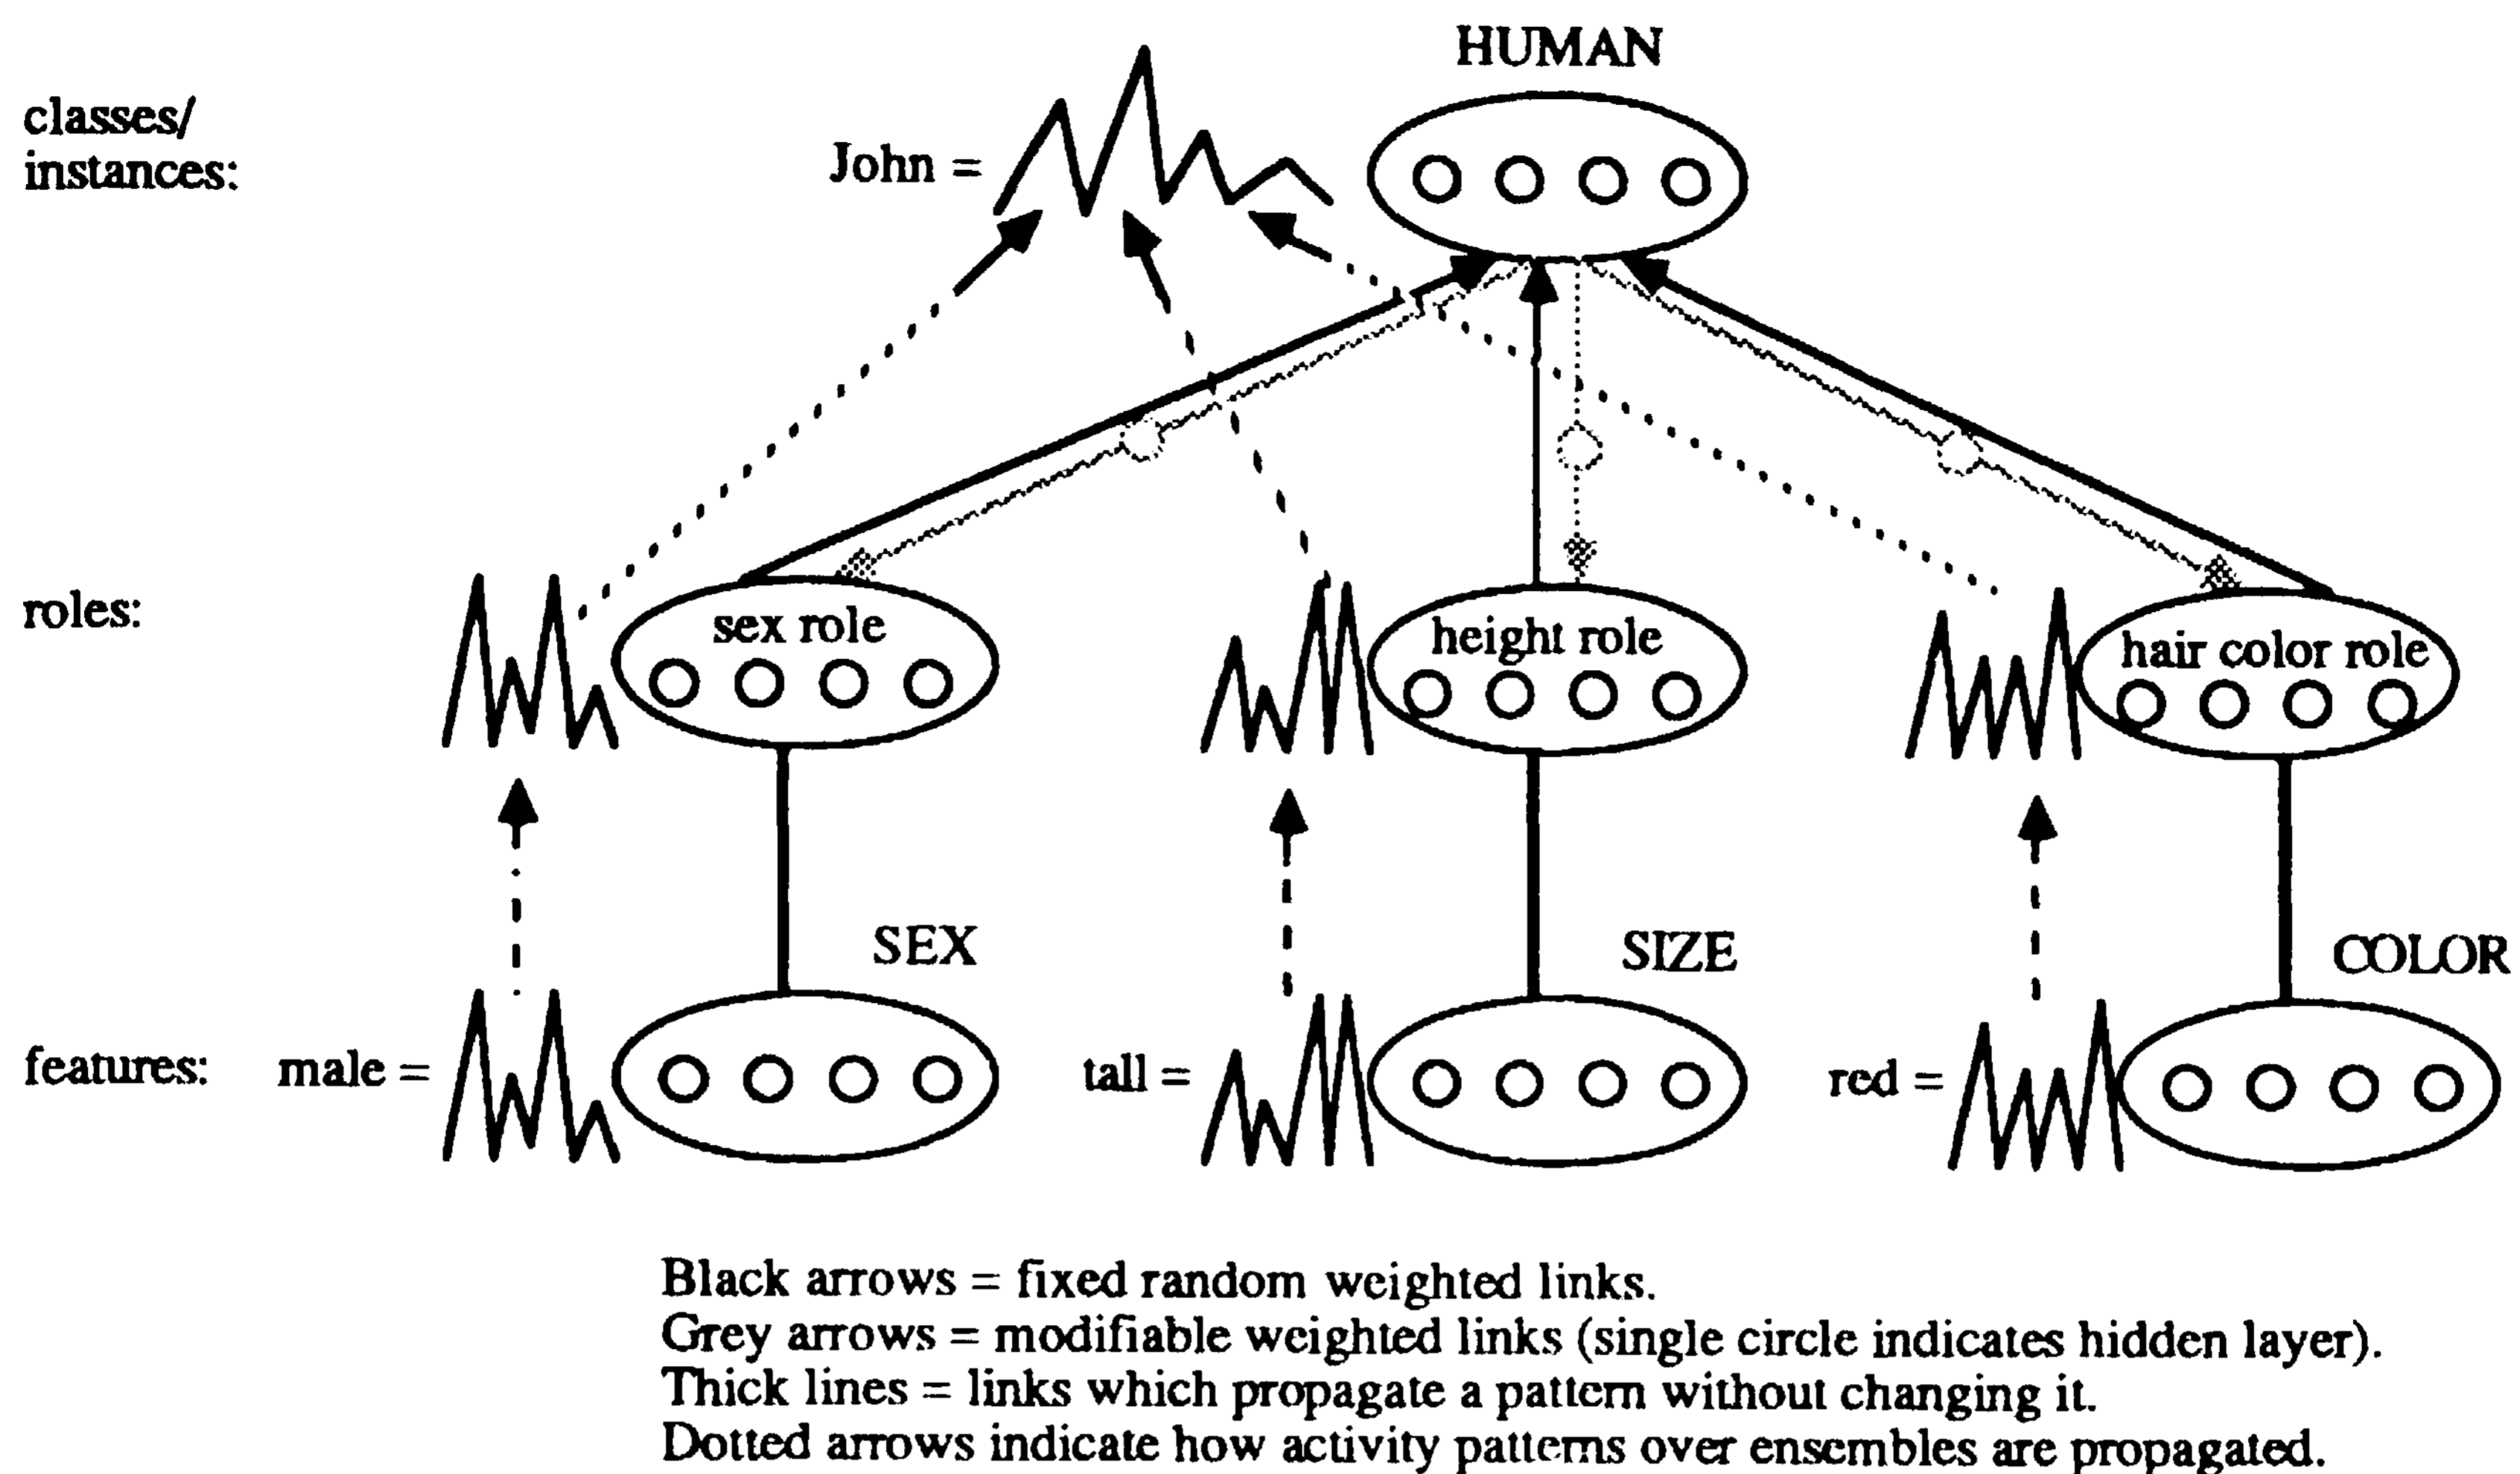 HUMAN
classes/
instances:
John =
roles:
sex role
height role
hair color role
SEX
SIZE
COLOR
features:
male =
tall =
red =
Black arrows = fixed random weighted links.
Grey arrows = modifiable weighted links (single circle indicates hidden layer).
Thick lines = links which propagate a pattern without changing it.
Dotted arrows indicate how activity patterns over ensembles are propagated.